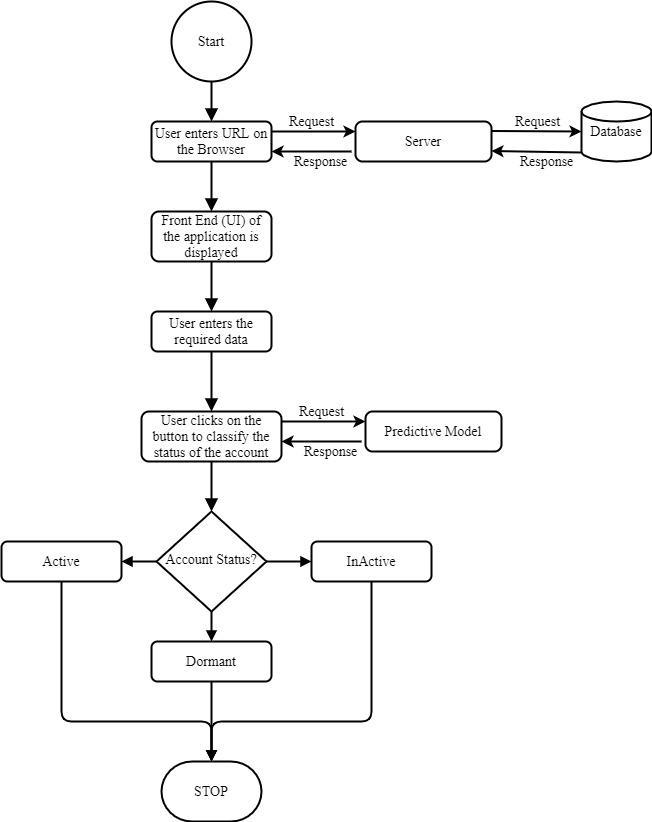 Start
User enters URL on
the Browser
Request
Response
Server
Request
Response
Database
Front End (UI) of
the application is
displayed
User enters the
required data
User clicks on the
button to classify the
status of the account
Request
Response
Predictive Model
Account Status?
Active
InActive
Dormant
STOP